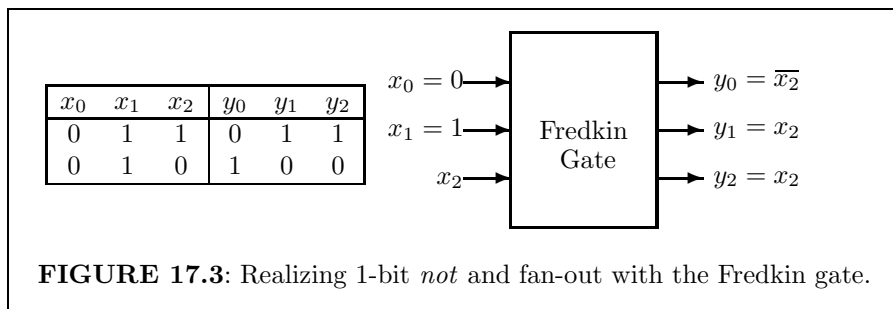 x₀ x₁ x₂ y₀ y₁ y₂
0 1 1 0 1 1
0 1 0 1 0 0
x₀ = 0
x₁ = 1
x₂
Fredkin
Gate
y₀ = x̅₂
y₁ = x₂
y₂ = x₂
FIGURE 17.3: Realizing 1-bit not and fan-out with the Fredkin gate.